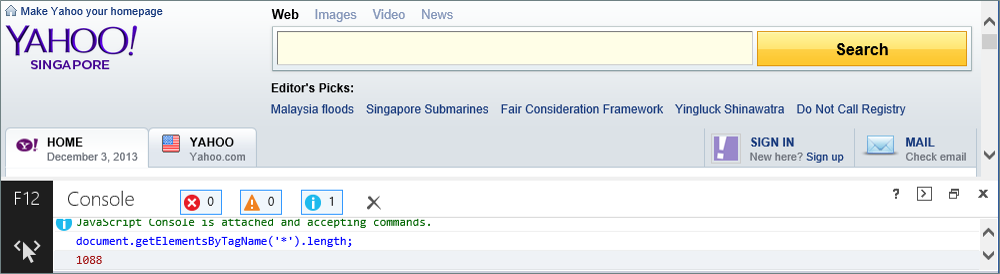 Make Yahoo your homepage
YAHOO!
SINGAPORE
Web Images Video News
Search
Editor's Picks:
Malaysia floods Singapore Submarines Fair Consideration Framework Yingluck Shinawatra Do Not Call Registry
Y! HOME
December 3, 2013
YAHOO
Yahoo.com
SIGN IN
New here? Sign up
MAIL
Check email
F12 Console 0 0 1 ?
JavaScript Console is attached and accepting commands.
document.getElementsByTagName('*').length;
1088